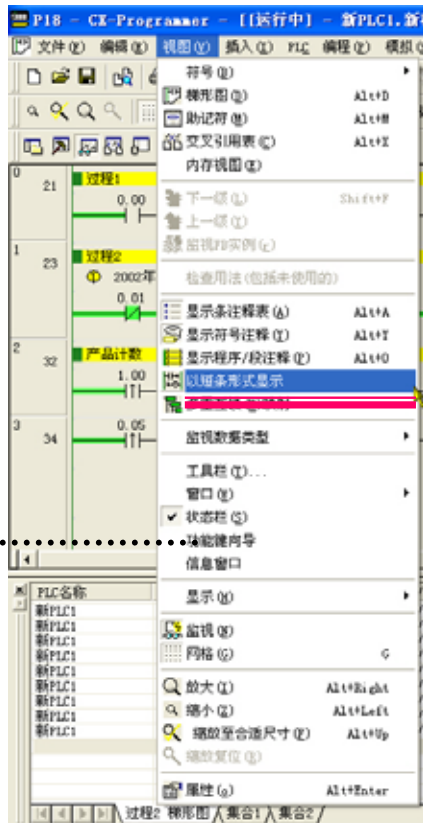 P18 - CX-Programmer - [[运行中] - 新PLC1.新
文件(F) 编辑(E) 视图(V) 插入(I) PLC 编程(P) 模拟
符号(Q)
梯形图(D) Alt+D
助记符(M) Alt+M
交叉引用表(C) Alt+X
内存视图(E)
下一级(L) Shift+F
上一级(L)
监视FB实例(L)
检查用法(包括未使用的)
显示条注释表(A) Alt+A
显示符号注释(Y) Alt+Y
显示程序/段注释(P) Alt+O
以短条形式显示
监视数据类型
工具栏(T)...
窗口(W)
状态栏(S)
功能键向导
信息窗口
显示(W)
监视(W)
网格(G) G
放大(I) Alt+Right
缩小(Z) Alt+Left
缩放至合适尺寸(F) Alt+Up
缩放复位(Q)
属性(O) Alt+Enter
0 21 过程1
0.00
1 23 过程2
2002年
0.01
2 32 产品计数
1.00
3 34 0.05
PLC名称
新PLC1
新PLC1
新PLC1
新PLC1
新PLC1
新PLC1
新PLC1
新PLC1
新PLC1
过程2 梯形图 集合1 集合2